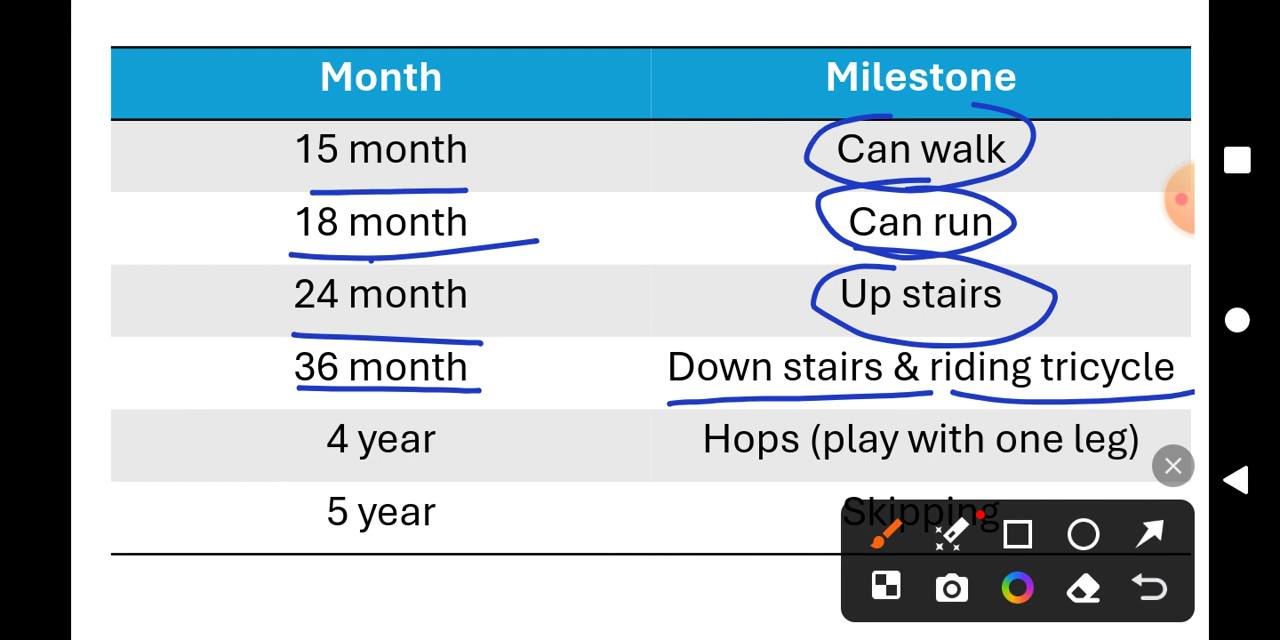 Month Milestone
15 month Can walk
18 month Can run
24 month Up stairs
36 month Down stairs & riding tricycle
4 year Hops (play with one leg)
5 year Skipping